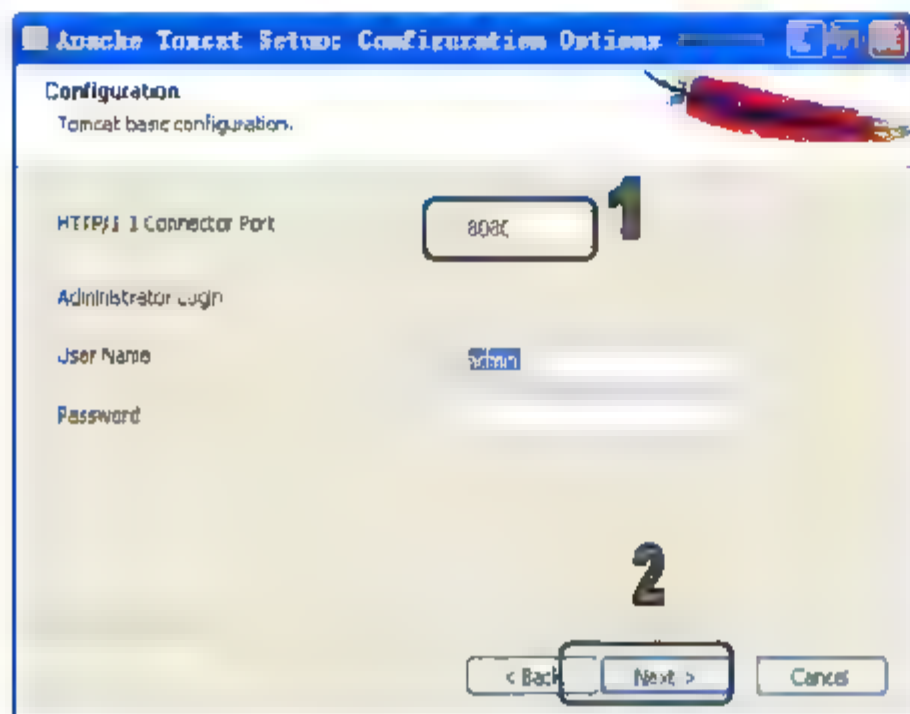 Apache Tomcat Setup: Configuration Options
Configuration
Tomcat basic configuration.
HTTP/1.1 Connector Port
8080
1
Administrator Login
User Name
admin
Password
2
< Back
Next >
Cancel